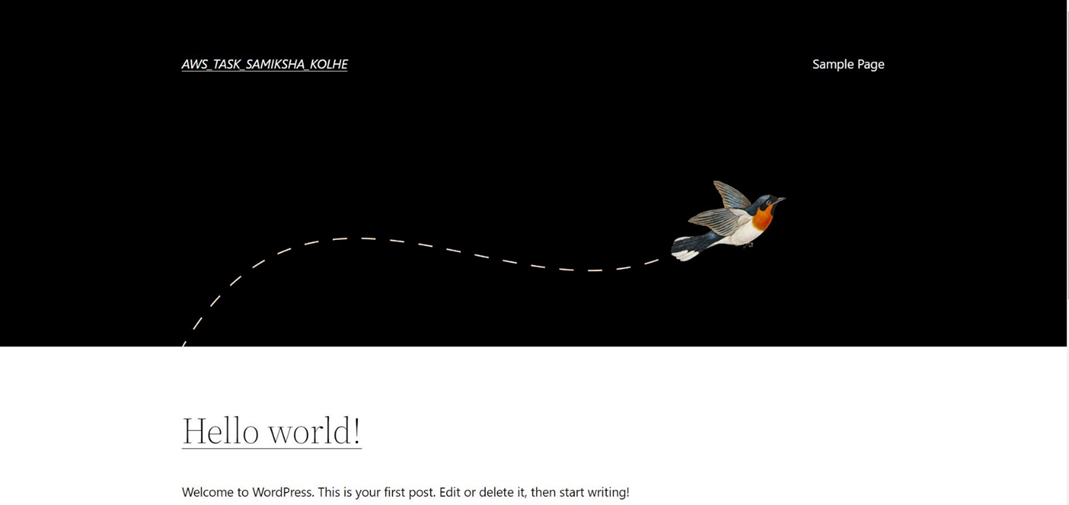 AWS_TASK_SAMIKSHA_KOLHE
Sample Page
Hello world!
Welcome to WordPress. This is your first post. Edit or delete it, then start writing!